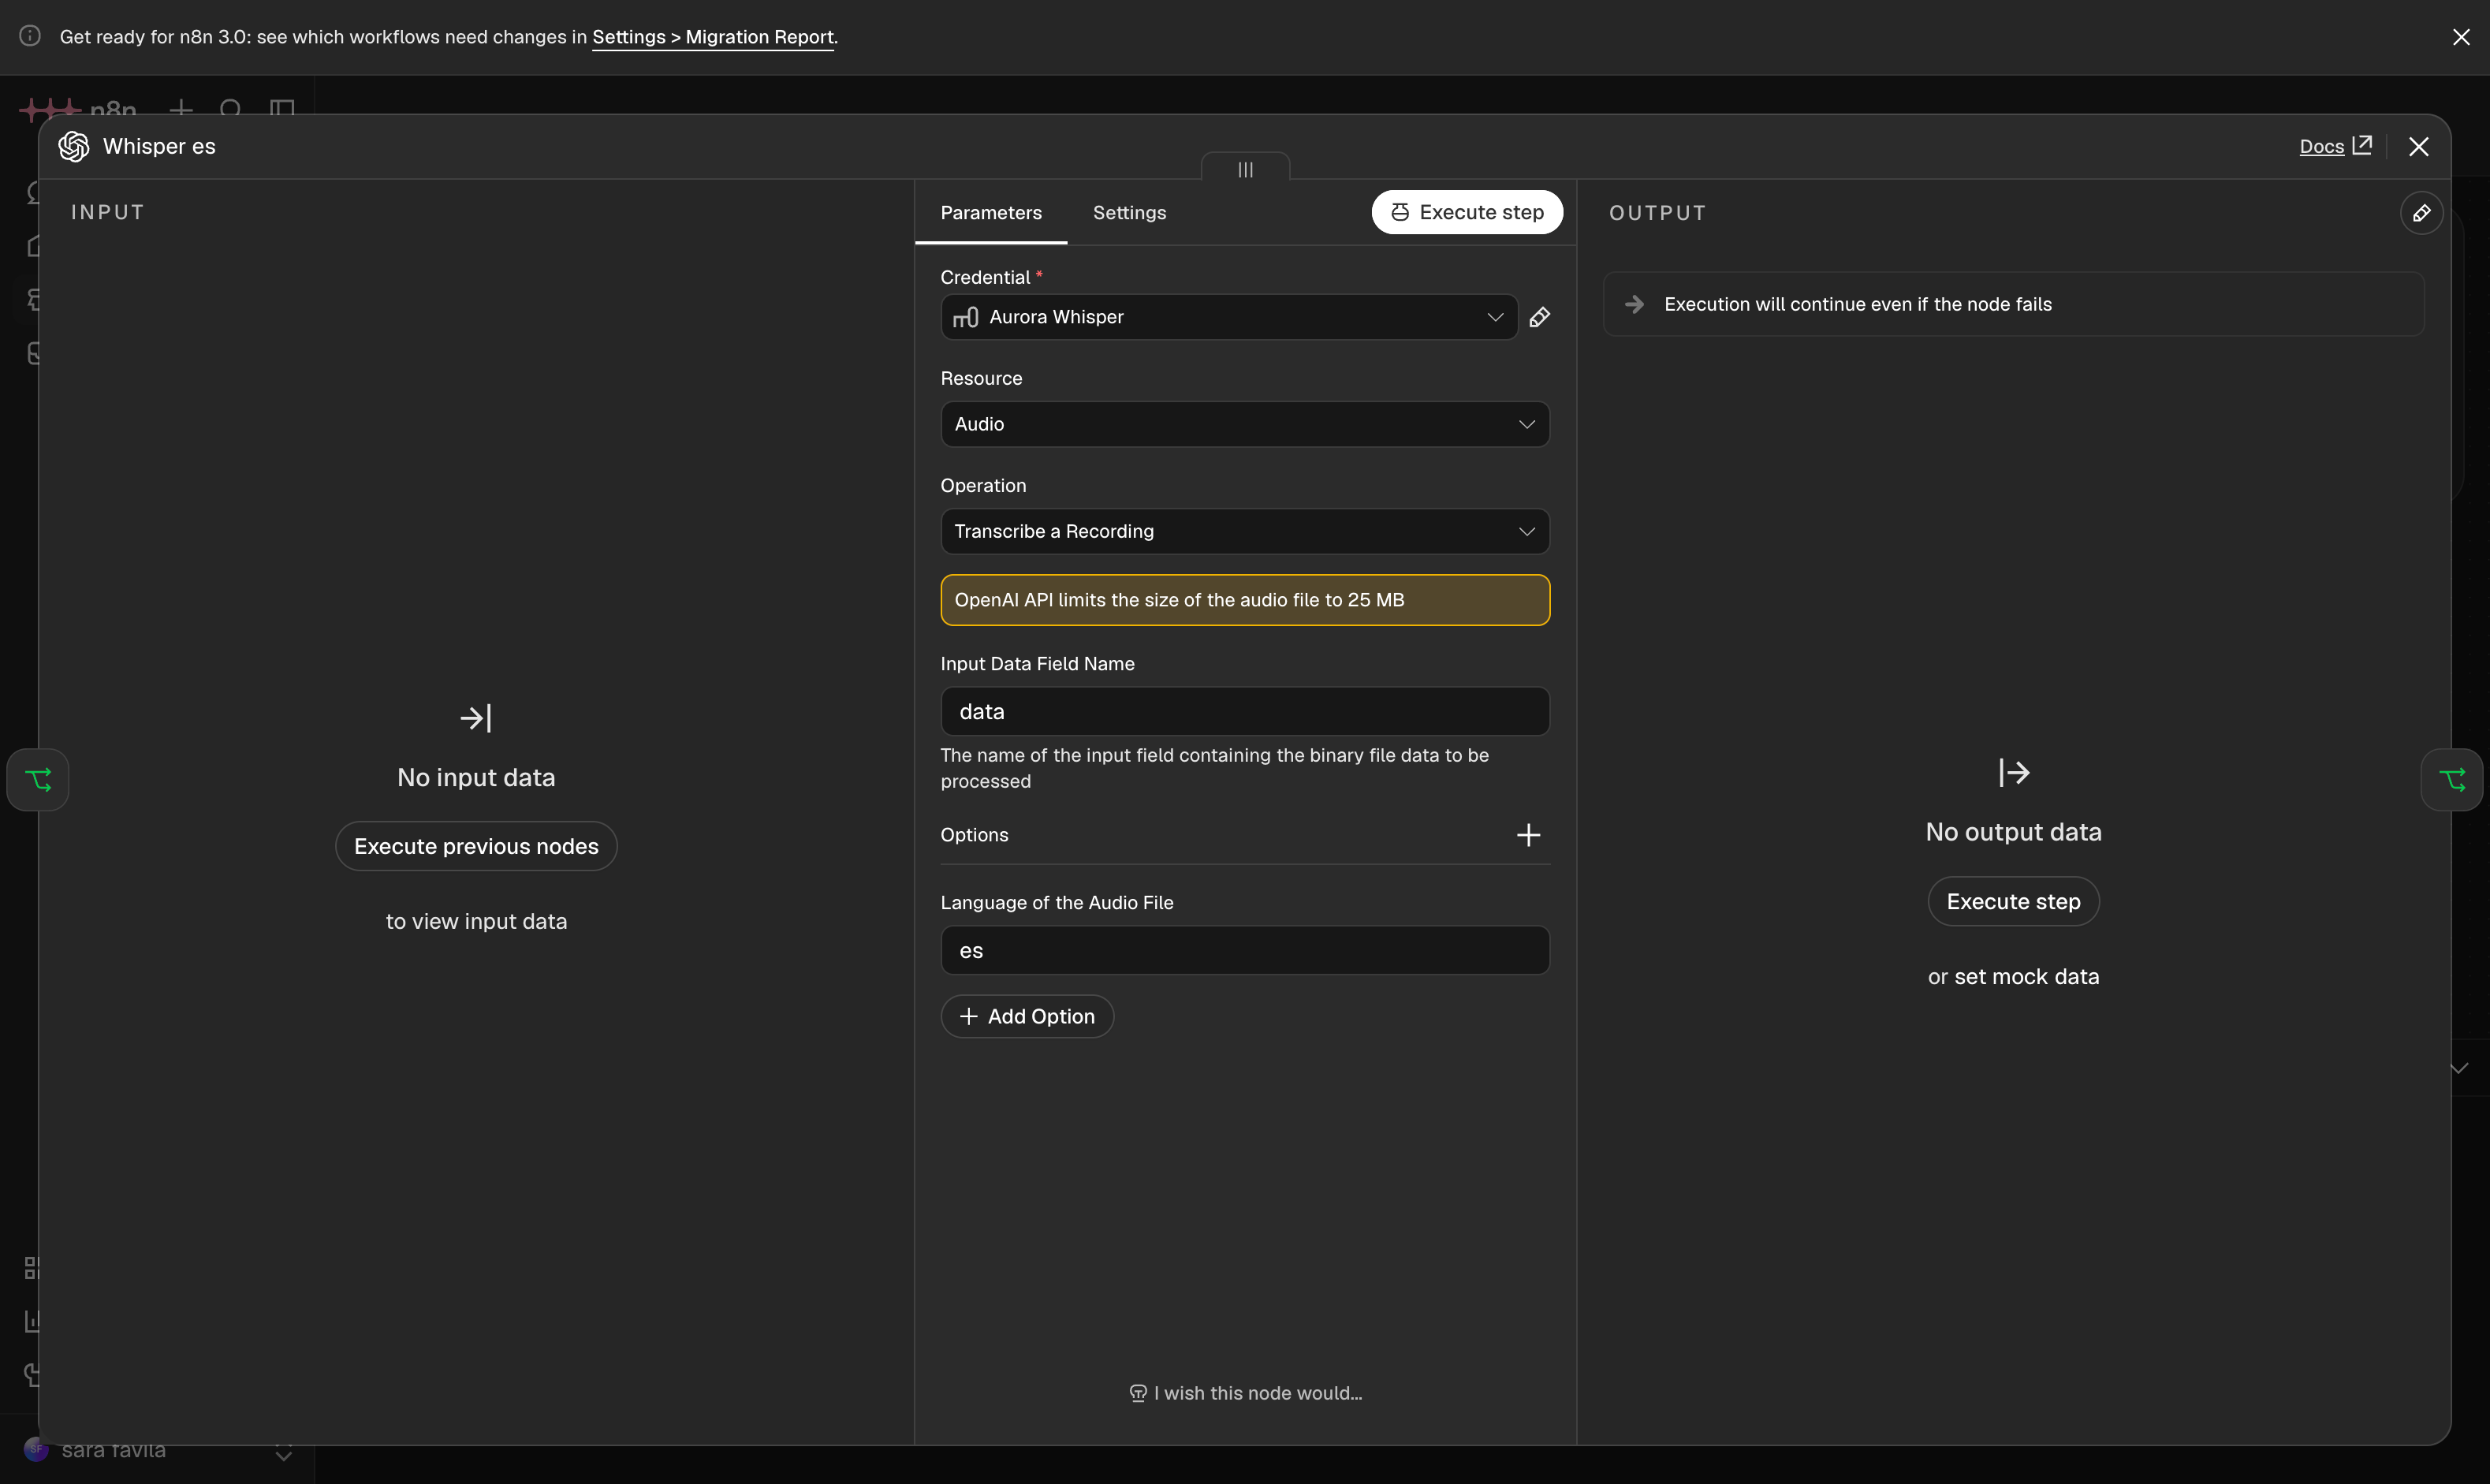 Get ready for n8n 3.0: see which workflows need changes in Settings > Migration Report.
n8n
Whisper es
Docs
INPUT
Parameters
Settings
Execute step
OUTPUT
Credential *
Aurora Whisper
Execution will continue even if the node fails
Resource
Audio
Operation
Transcribe a Recording
OpenAI API limits the size of the audio file to 25 MB
Input Data Field Name
data
The name of the input field containing the binary file data to be
processed
No input data
Execute previous nodes
to view input data
Options
Language of the Audio File
es
Add Option
No output data
Execute step
or set mock data
I wish this node would...
SF
sara favila